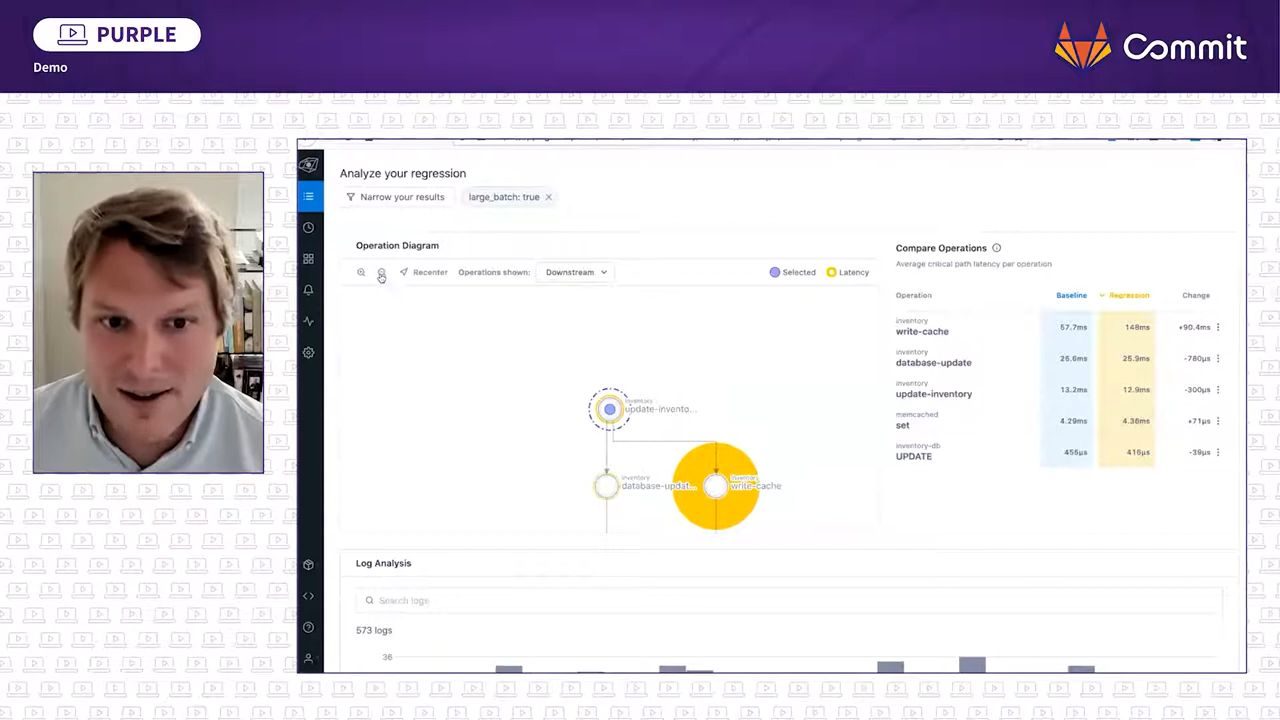 PURPLE
Demo
Commit
Analyze your regression
Narrow your results
large_batch: true
Operation Diagram
Recenter
Operations shown:
Downstream
Selected
Latency
inventory
update-invento...
inventory
database-updat...
inventory
write-cache
Compare Operations
Average critical path latency per operation
Operation Baseline Regression Change
inventory
write-cache 57.7ms 148ms +90.4ms
inventory
database-update 26.6ms 25.9ms -780µs
inventory
update-inventory 13.2ms 12.9ms -300µs
memcached
set 4.29ms 4.36ms +71µs
inventory-db
UPDATE 455µs 416µs -39µs
Log Analysis
Search logs
573 logs
36